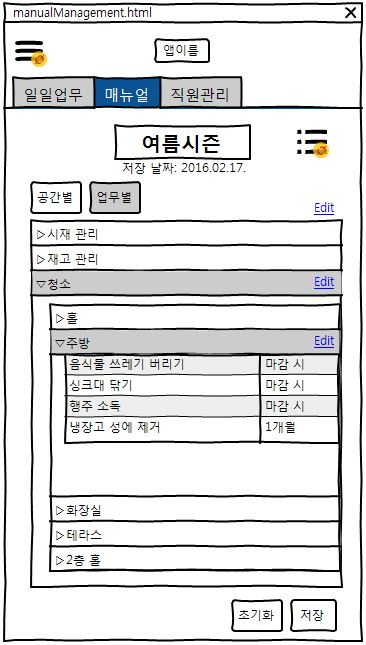 manualManagement.html
앱이름
일일업무 매뉴얼 직원관리
여름시즌
저장 날짜: 2016.02.17.
공간별 업무별 Edit
▷시재 관리
▷재고 관리
▽청소 Edit
▷홀
▽주방 Edit
음식물 쓰레기 버리기 마감 시
싱크대 닦기 마감 시
행주 소독 마감 시
냉장고 성에 제거 1개월
▷화장실
▷테라스
▷2층 홀
초기화 저장